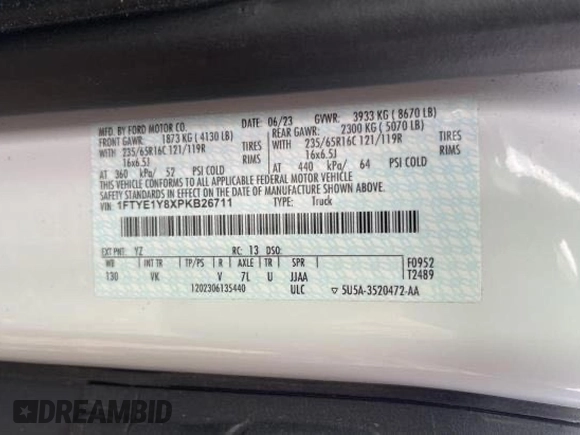 MFD. BY FORD MOTOR CO.
06/23 GVWR: 3933 KG ( 8670 LB)
FRONT GAWR: 1873 KG ( 4130 LB)
REAR GAWR: 2300 KG ( 5070 LB)
WITH 235/65R16C 121/119R TIRES
WITH 235/65R16C 121/119R TIRES
16x6.5J RIMS
16x6.5J RIMS
AT 360 kPa/ 52 PSI COLD
AT 440 kPa/ 64 PSI COLD
THIS VEHICLE CONFORMS TO ALL APPLICABLE FEDERAL MOTOR VEHICLE
SAFETY STANDARDS IN EFFECT ON THE DATE OF MANUFACTURE SHOWN ABOVE.
VIN: 1FTYE1Y8XPKB26711
TYPE: Truck
EXT PNT: YZ RC: 13 DSO:
WB INT TR TP/PS R AXLE TR SPR
130 VK V 7L U JJAA
F0952
T2489
1202306135440 ULC ▽ 5U5A-3520472-AA
DREAMBID